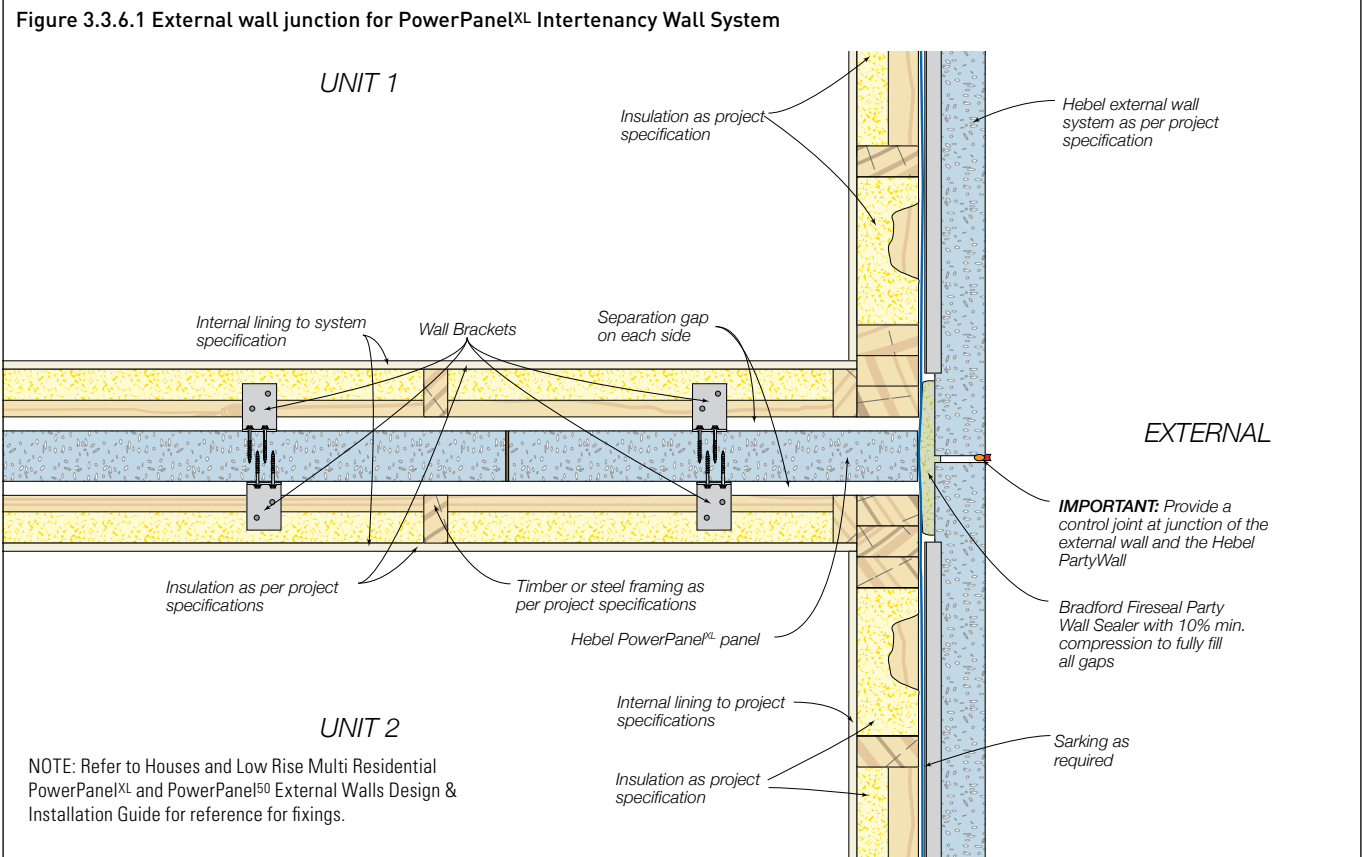 Figure 3.3.6.1 External wall junction for PowerPanelXL Intertenancy Wall System
UNIT 1
Insulation as project
specification
Hebel external wall
system as per project
specification
Internal lining to system
specification
Wall Brackets
Separation gap
on each side
EXTERNAL
IMPORTANT: Provide a
control joint at junction of the
external wall and the Hebel
PartyWall
Insulation as per project
specifications
Timber or steel framing as
per project specifications
Hebel PowerPanelXL panel
Bradford Fireseal Party
Wall Sealer with 10% min.
compression to fully fill
all gaps
Internal lining to project
specifications
UNIT 2
Sarking as
required
Insulation as project
specification
NOTE: Refer to Houses and Low Rise Multi Residential
PowerPanelXL and PowerPanel50 External Walls Design &
Installation Guide for reference for fixings.